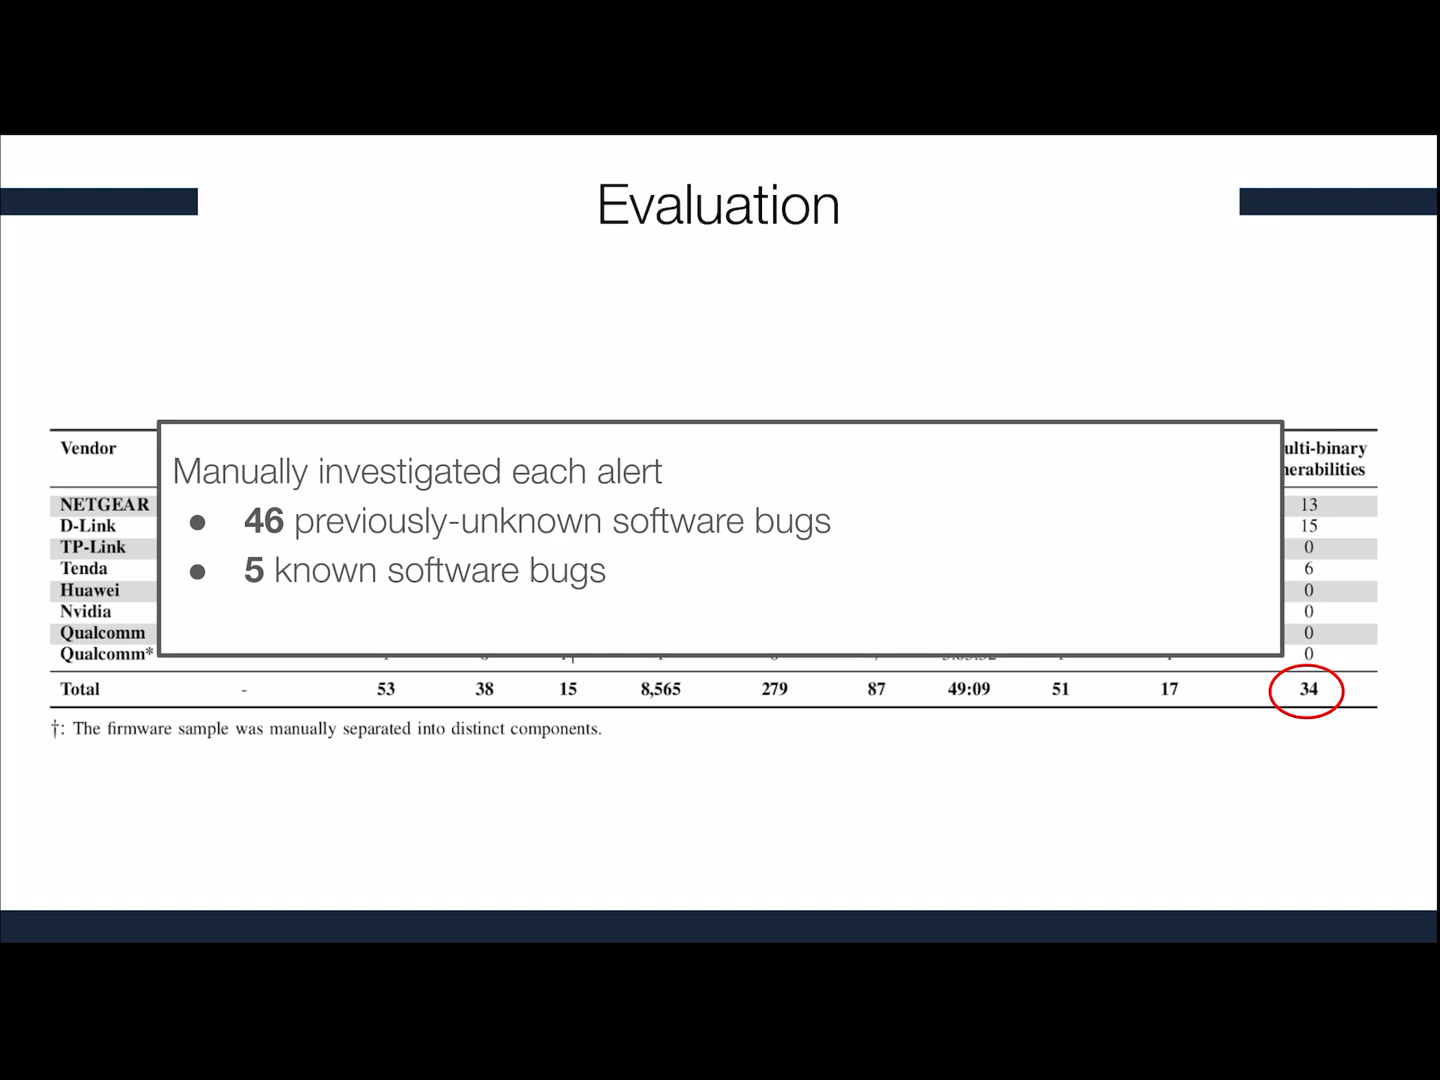 Evaluation
Vendor
ulti-binary
nerabilities
Manually investigated each alert
● 46 previously-unknown software bugs
● 5 known software bugs
NETGEAR 13
D-Link 15
TP-Link 0
Tenda 6
Huawei 0
Nvidia 0
Qualcomm 0
Qualcomm* 0
Total - 53 38 15 8,565 279 87 49:09 51 17 34
†: The firmware sample was manually separated into distinct components.